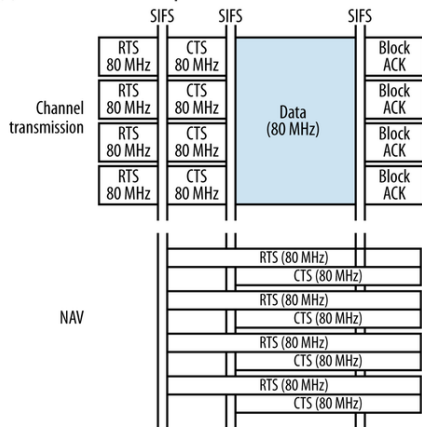 SIFS SIFS SIFS
RTS CTS Block
80 MHz 80 MHz ACK
RTS CTS Block
80 MHz 80 MHz ACK
Channel transmission
Data
(80 MHz)
RTS CTS Block
80 MHz 80 MHz ACK
RTS CTS Block
80 MHz 80 MHz ACK
NAV
RTS (80 MHz)
CTS (80 MHz)
RTS (80 MHz)
CTS (80 MHz)
RTS (80 MHz)
CTS (80 MHz)
RTS (80 MHz)
CTS (80 MHz)